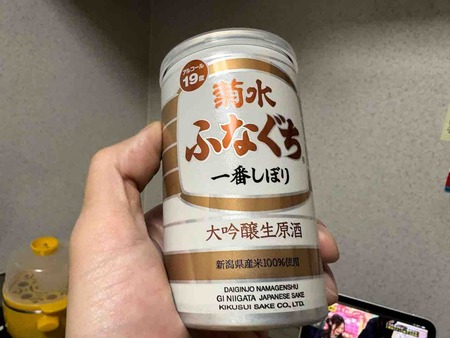 アルコール
19度
菊水
ふなぐち
一番しぼり
大吟醸生原酒
新潟県産米100%使用
DAIGINJO NAMAGENSHU
GI NIIGATA JAPANESE SAKE
KIKUSUI SAKE CO., LTD.